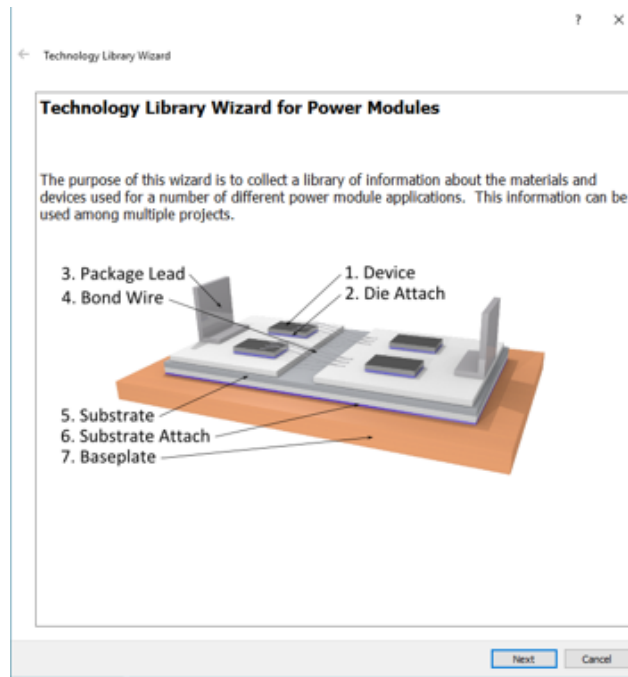 ?
Technology Library Wizard
Technology Library Wizard for Power Modules
The purpose of this wizard is to collect a library of information about the materials and
devices used for a number of different power module applications. This information can be
used among multiple projects.
3. Package Lead
4. Bond Wire
1. Device
2. Die Attach
5. Substrate
6. Substrate Attach
7. Baseplate
Next Cancel